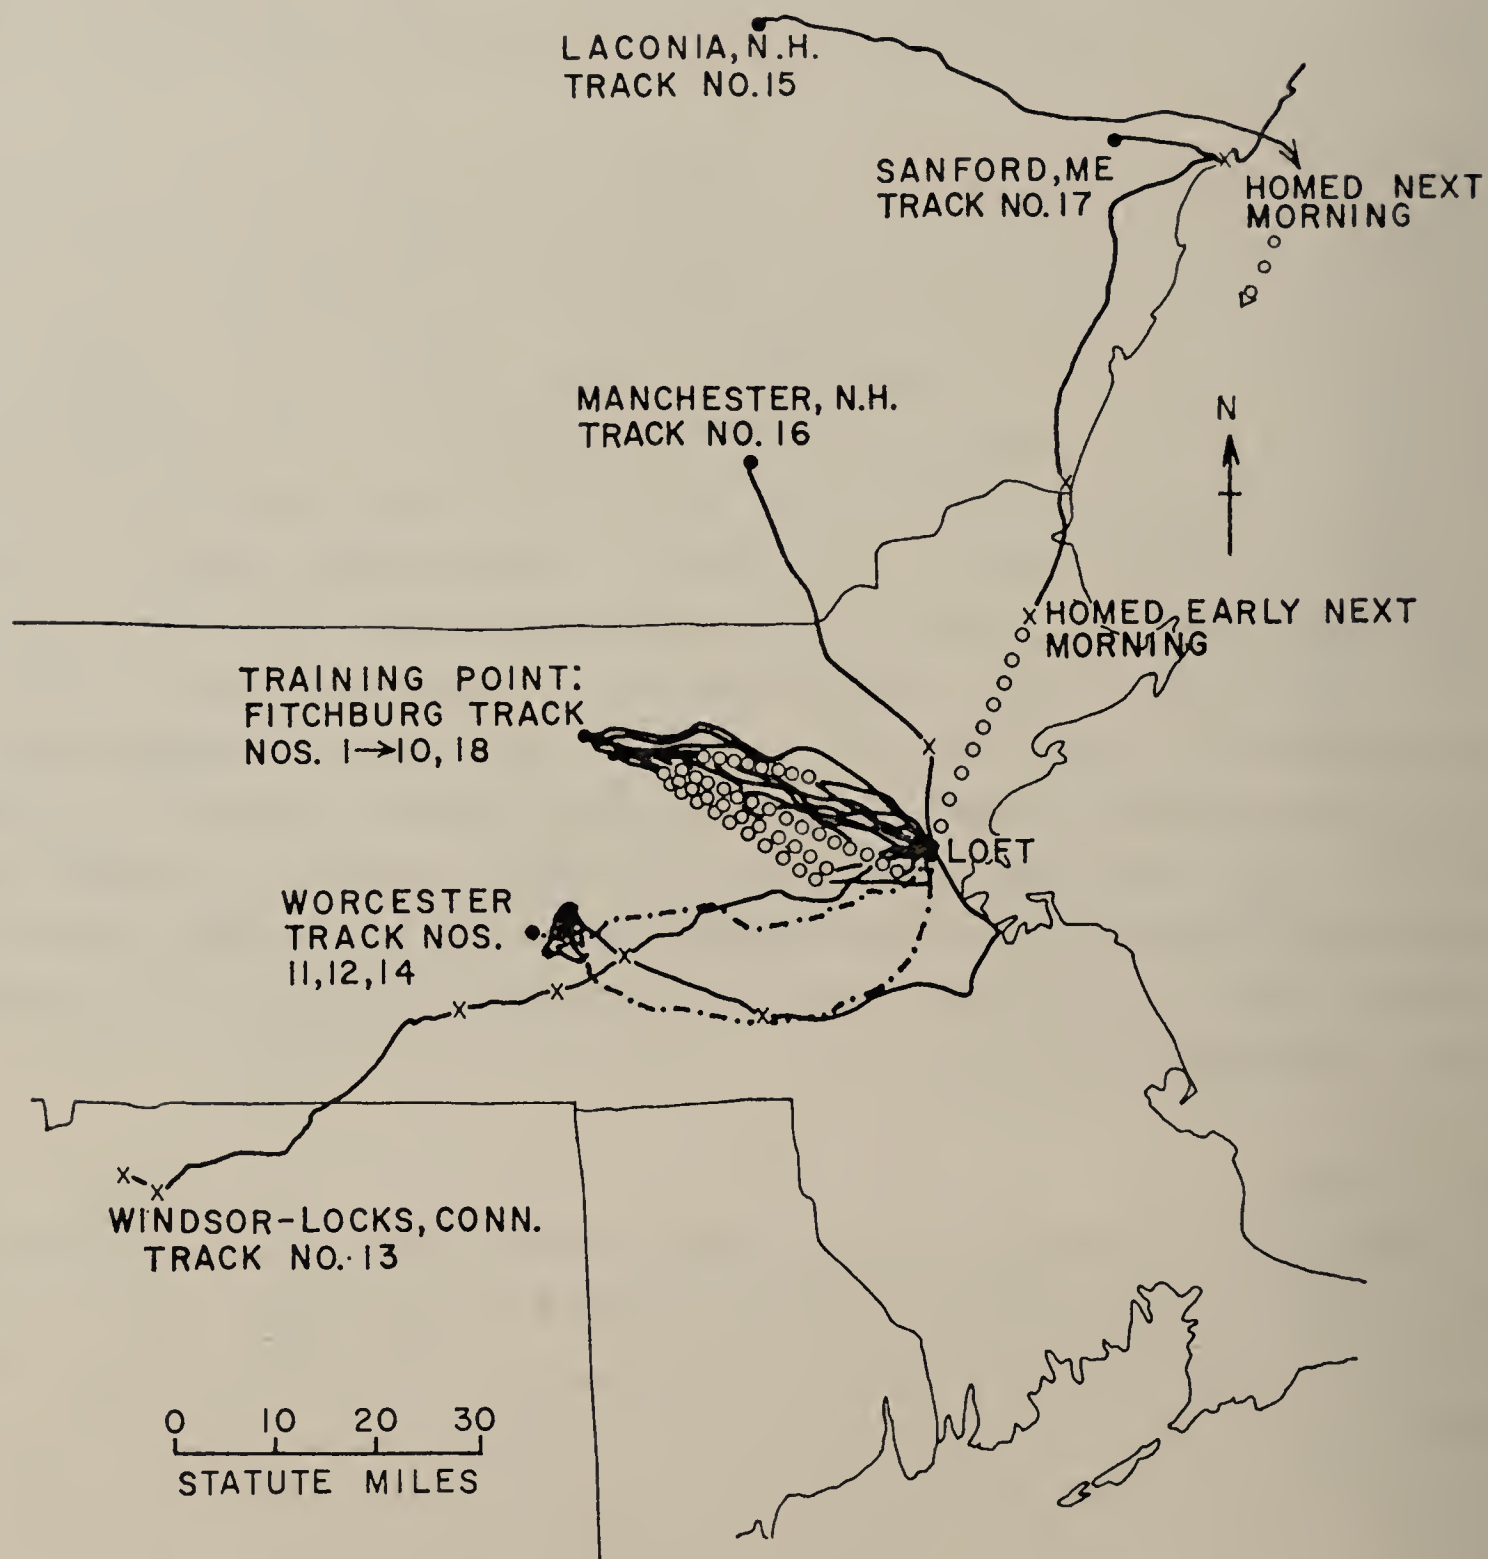 LACONIA, N.H.
TRACK NO. 15
SANFORD, ME
TRACK NO. 17
HOMED NEXT
MORNING
MANCHESTER, N.H.
TRACK NO. 16
N
HOMED EARLY NEXT
MORNING
TRAINING POINT:
FITCHBURG TRACK
NOS. 1→10, 18
LOFT
WORCESTER
TRACK NOS.
11, 12, 14
WINDSOR-LOCKS, CONN.
TRACK NO. 13
0 10 20 30
STATUTE MILES